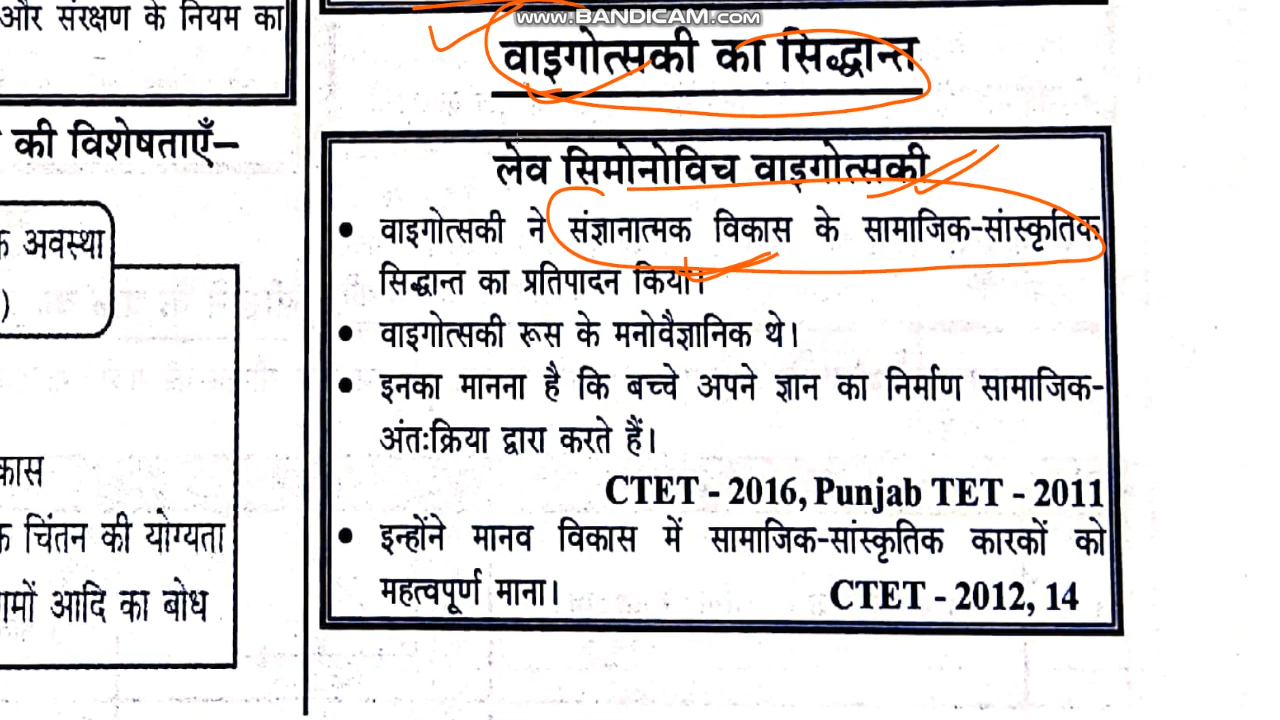 www.BANDICAM.com
और संरक्षण के नियम का
की विशेषताएँ–
अवस्था
)
कास
चिंतन की योग्यता
आदि का बोध
वाइगोत्सकी का सिद्धान्त
लेव सिमोनोविच वाइगोत्सकी
• वाइगोत्सकी ने संज्ञानात्मक विकास के सामाजिक-सांस्कृतिक
सिद्धान्त का प्रतिपादन किया।
• वाइगोत्सकी रूस के मनोवैज्ञानिक थे।
• इनका मानना है कि बच्चे अपने ज्ञान का निर्माण सामाजिक-
अंतःक्रिया द्वारा करते हैं।
CTET - 2016, Punjab TET - 2011
• इन्होंने मानव विकास में सामाजिक-सांस्कृतिक कारकों को
महत्वपूर्ण माना।
CTET - 2012, 14